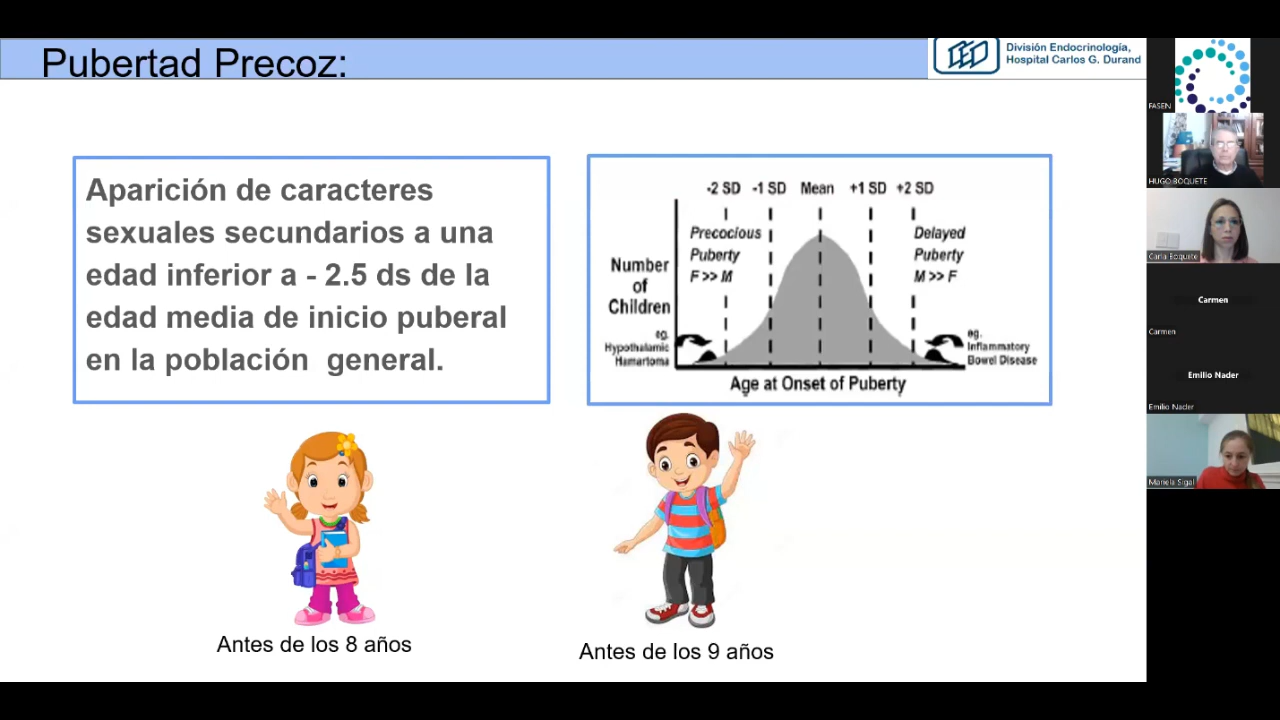 Pubertad Precoz:
División Endocrinología,
Hospital Carlos G. Durand
Aparición de caracteres
sexuales secundarios a una
edad inferior a - 2.5 ds de la
edad media de inicio puberal
en la población general.
-2 SD -1 SD Mean +1 SD +2 SD
Precocious
Puberty
F >> M
Delayed
Puberty
M >> F
Number
of
Children
eg.
Hypothalamic
Hamartoma
eg.
Inflammatory
Bowel Disease
Age at Onset of Puberty
Antes de los 8 años
Antes de los 9 años
FASEN
HUGO BOQUETE
Carla Boquete
Carmen
Carmen
Emilio Nader
Emilio Nader
Mariela Sigal